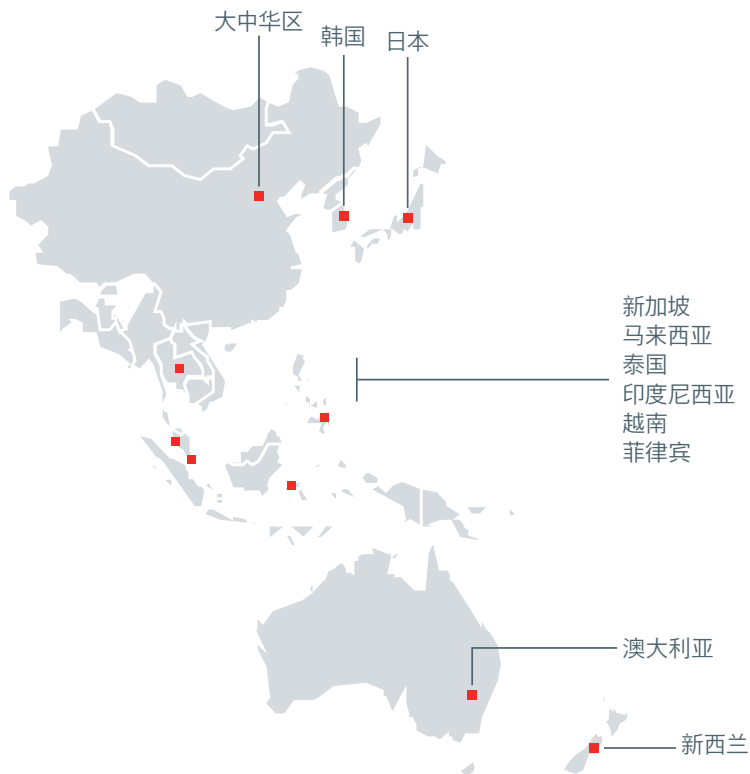 大中华区
韩国
日本
新加坡
马来西亚
泰国
印度尼西亚
越南
菲律宾
澳大利亚
新西兰